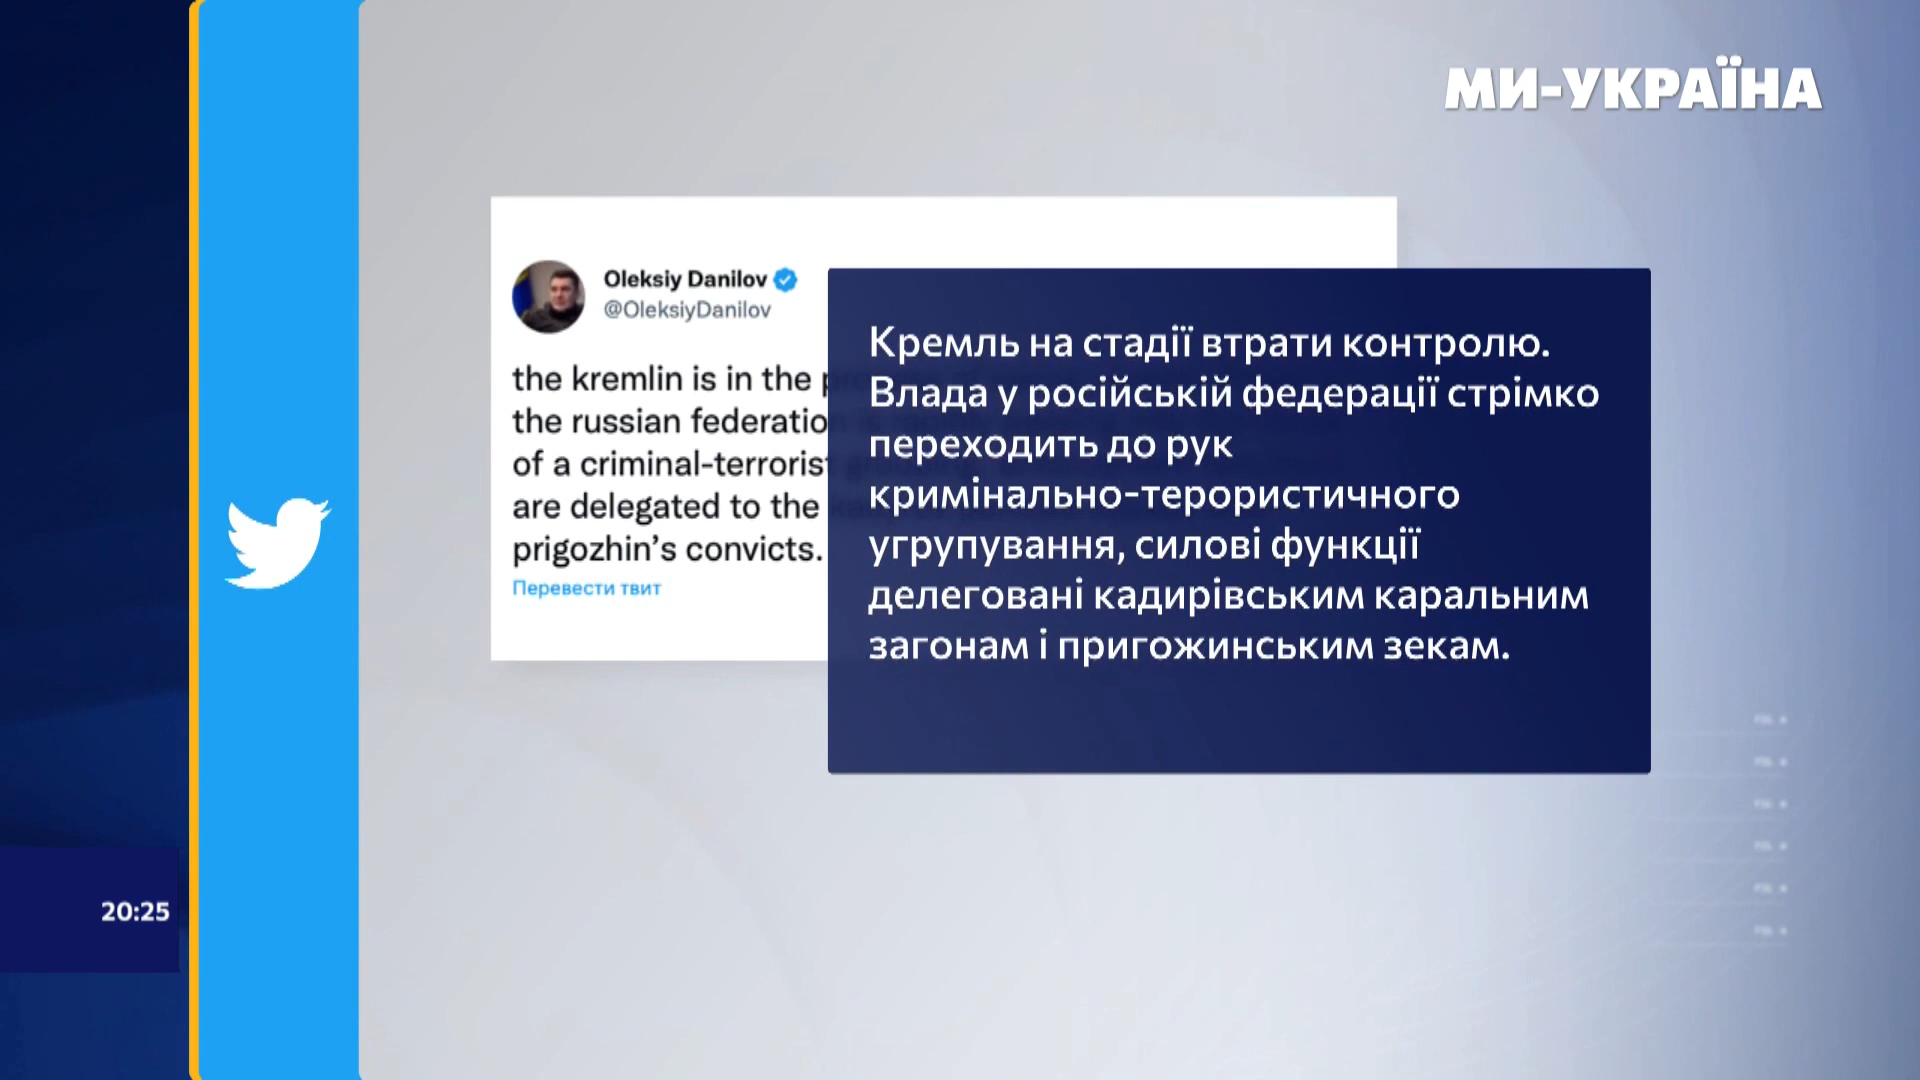 МИ-УКРАЇНА
Oleksiy Danilov
@OleksiyDanilov
the kremlin is in the
the russian federation
of a criminal-terrorist
are delegated to the
prigozhin’s convicts.
Перевести твит
Кремль на стадії втрати контролю.
Влада у російській федерації стрімко
переходить до рук
кримінально-терористичного
угрупування, силові функції
делеговані кадирівським каральним
загонам і пригожинським зекам.
20:25